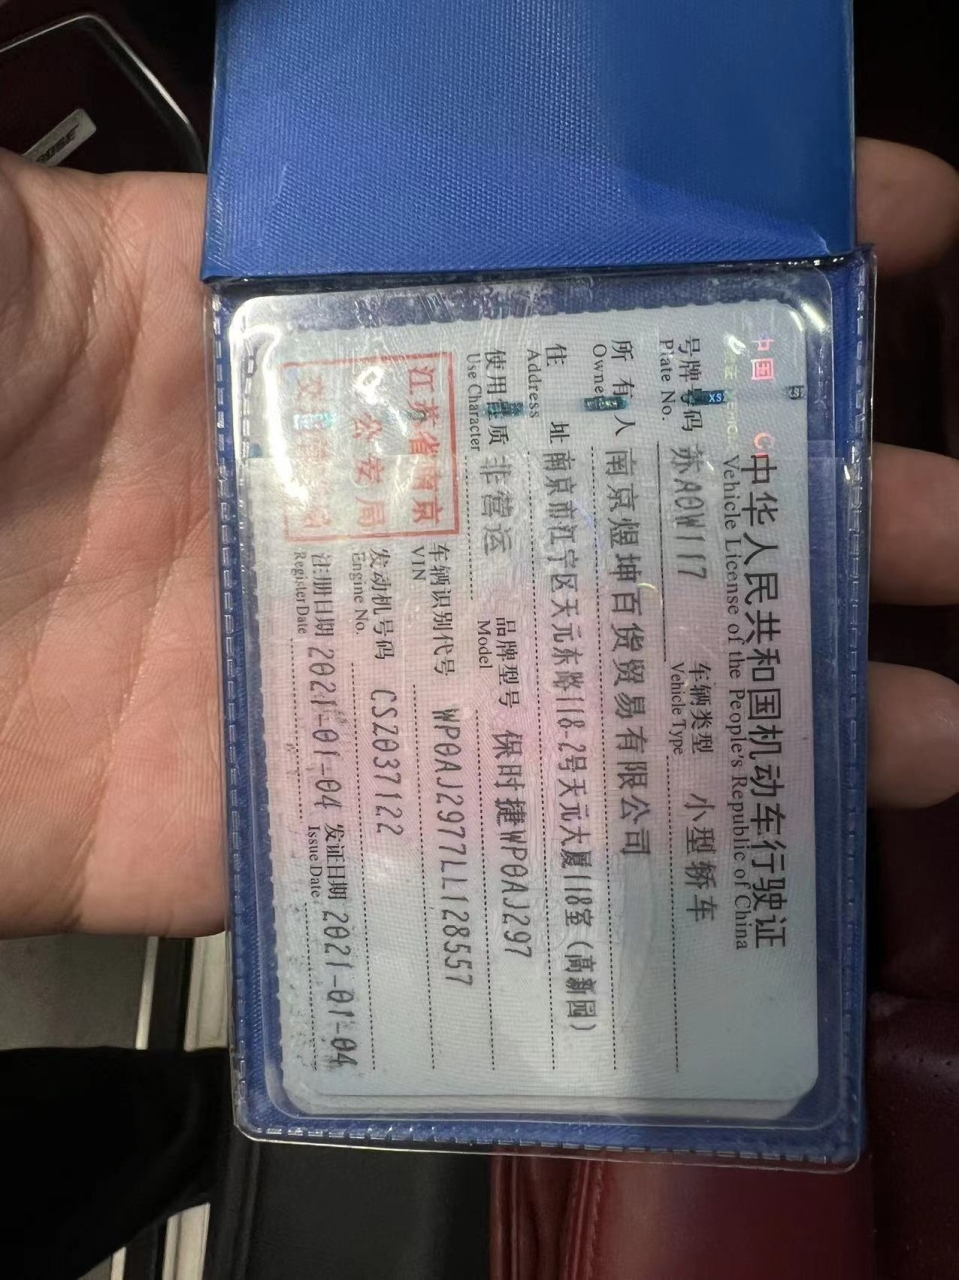 中国
中华人民共和国机动车行驶证
Vehicle License of the People's Republic of China
号牌号码 苏A0W1F7 车辆类型 小型轿车
Plate No. Vehicle Type
所有人 南京煜坤百货贸易有限公司
Owner
住址 南京市江宁区天元东路118-2号天元大厦118室(高新园)
Address
使用性质 非营运 品牌型号 保时捷WP0AJ297
Use Character Model
江苏省南京
公安局
车辆识别代号 WP0AJ2977LL128557
VIN
发动机号码 CSZ037122
Engine No.
注册日期 2021-01-04 发证日期 2021-01-04
Register Date Issue Date